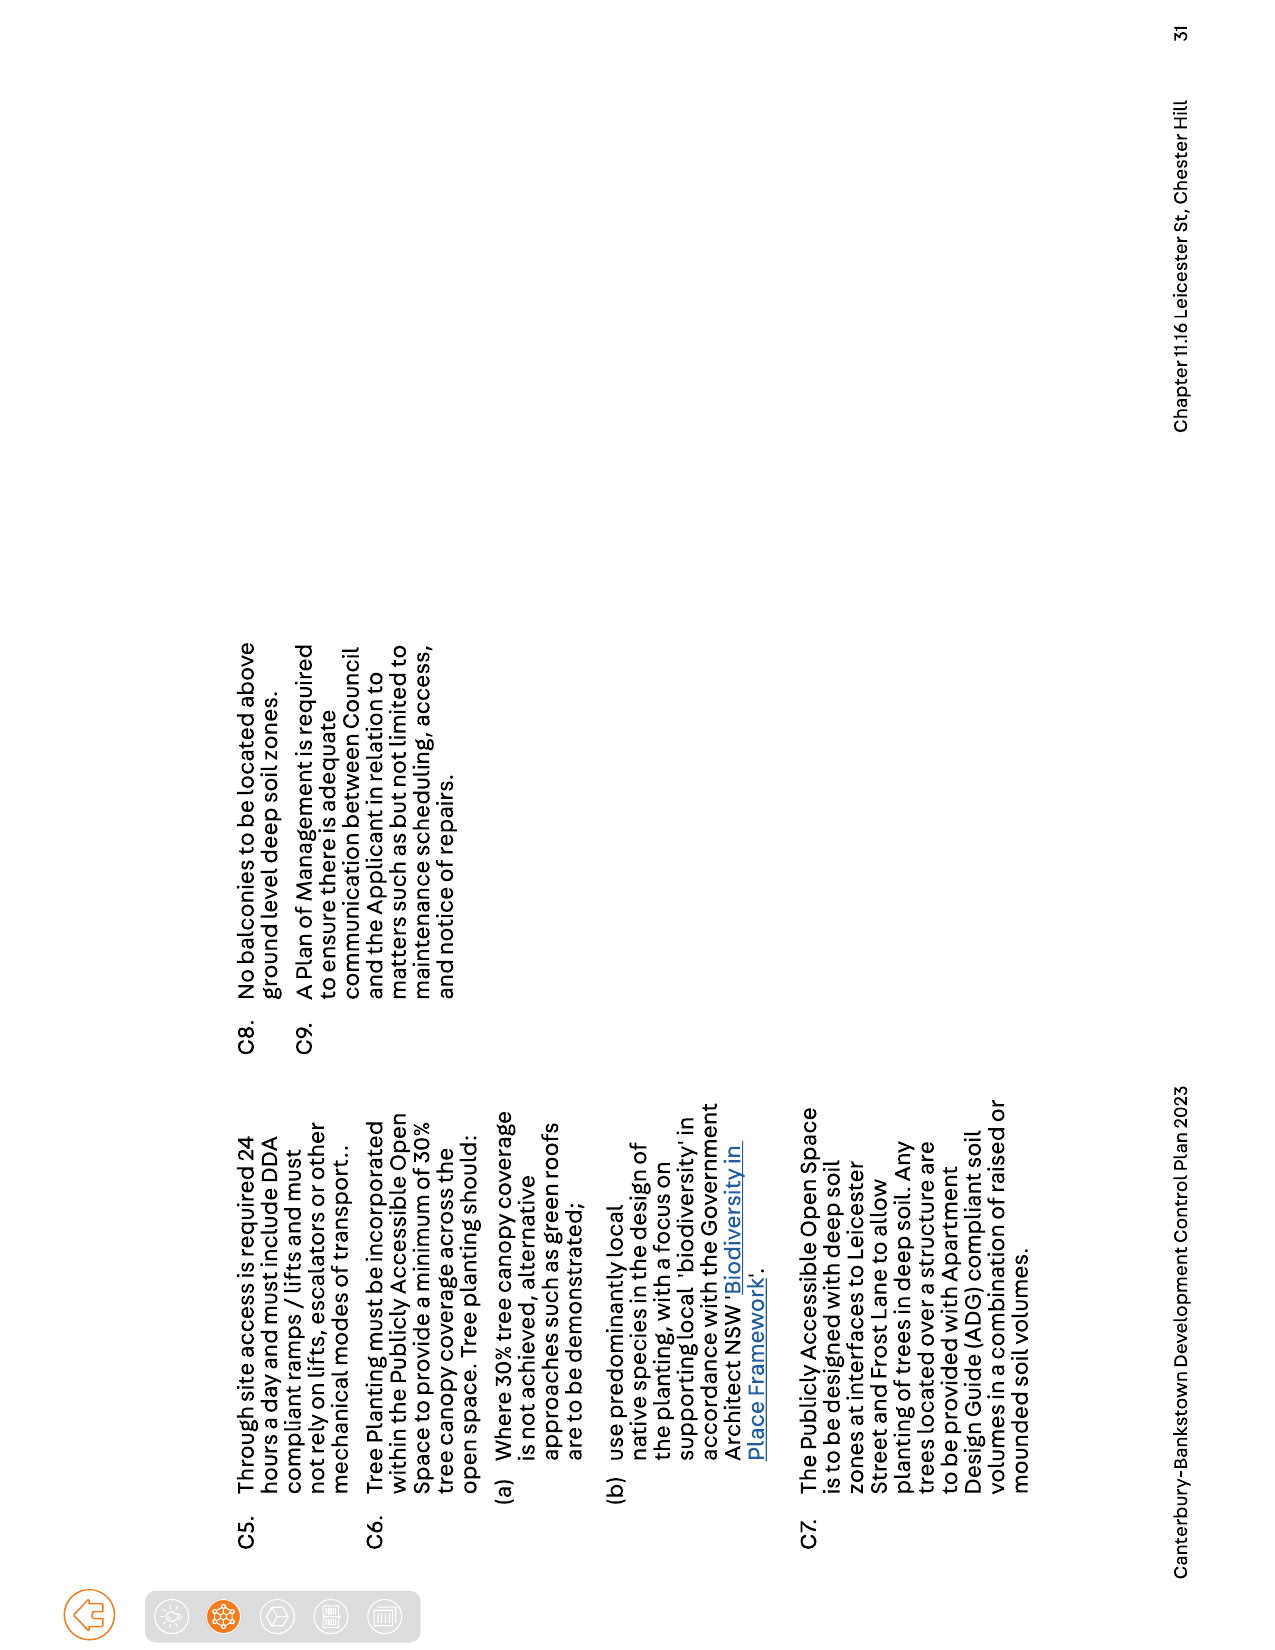 C5. Through site access is required 24
hours a day and must include DDA
compliant ramps / lifts and must
not rely on lifts, escalators or other
mechanical modes of transport..
C6. Tree Planting must be incorporated
within the Publicly Accessible Open
Space to provide a minimum of 30%
tree canopy coverage across the
open space. Tree planting should:
(a) Where 30% tree canopy coverage
is not achieved, alternative
approaches such as green roofs
are to be demonstrated;
(b) use predominantly local
native species in the design of
the planting, with a focus on
supporting local 'biodiversity' in
accordance with the Government
Architect NSW 'Biodiversity in
Place Framework'.
C7. The Publicly Accessible Open Space
is to be designed with deep soil
zones at interfaces to Leicester
Street and Frost Lane to allow
planting of trees in deep soil. Any
trees located over a structure are
to be provided with Apartment
Design Guide (ADG) compliant soil
volumes in a combination of raised or
mounded soil volumes.
C8. No balconies to be located above
ground level deep soil zones.
C9. A Plan of Management is required
to ensure there is adequate
communication between Council
and the Applicant in relation to
matters such as but not limited to
maintenance scheduling, access,
and notice of repairs.
Canterbury-Bankstown Development Control Plan 2023
Chapter 11.16 Leicester St, Chester Hill 31